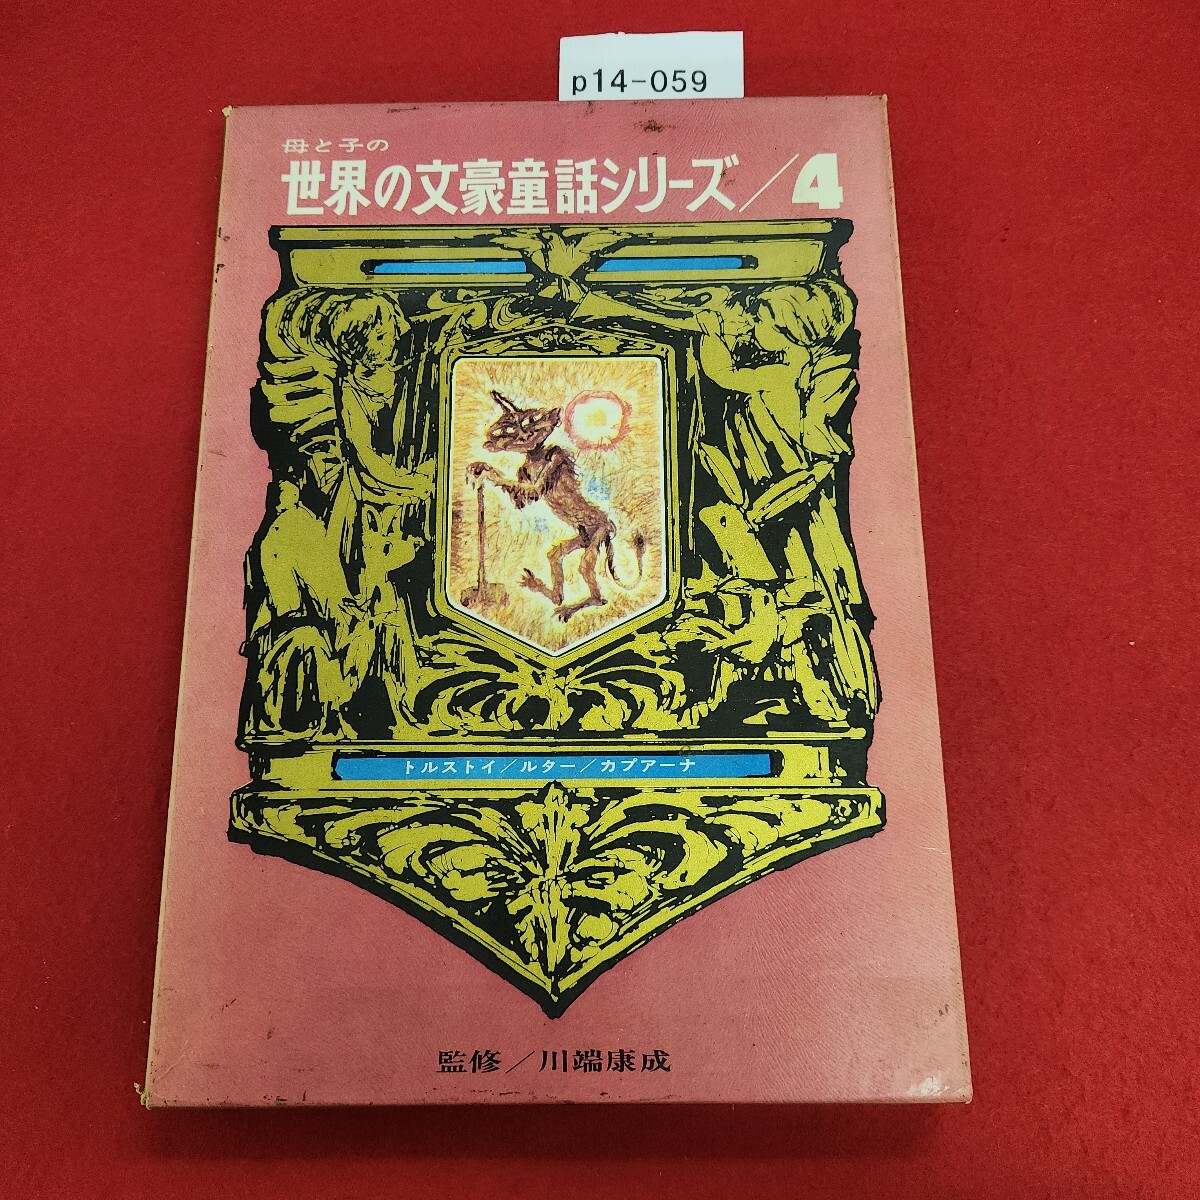 p14-059
母と子の
世界の文豪童話シリーズ/4
トルストイ/ルター/カプアーナ
監修/川端康成